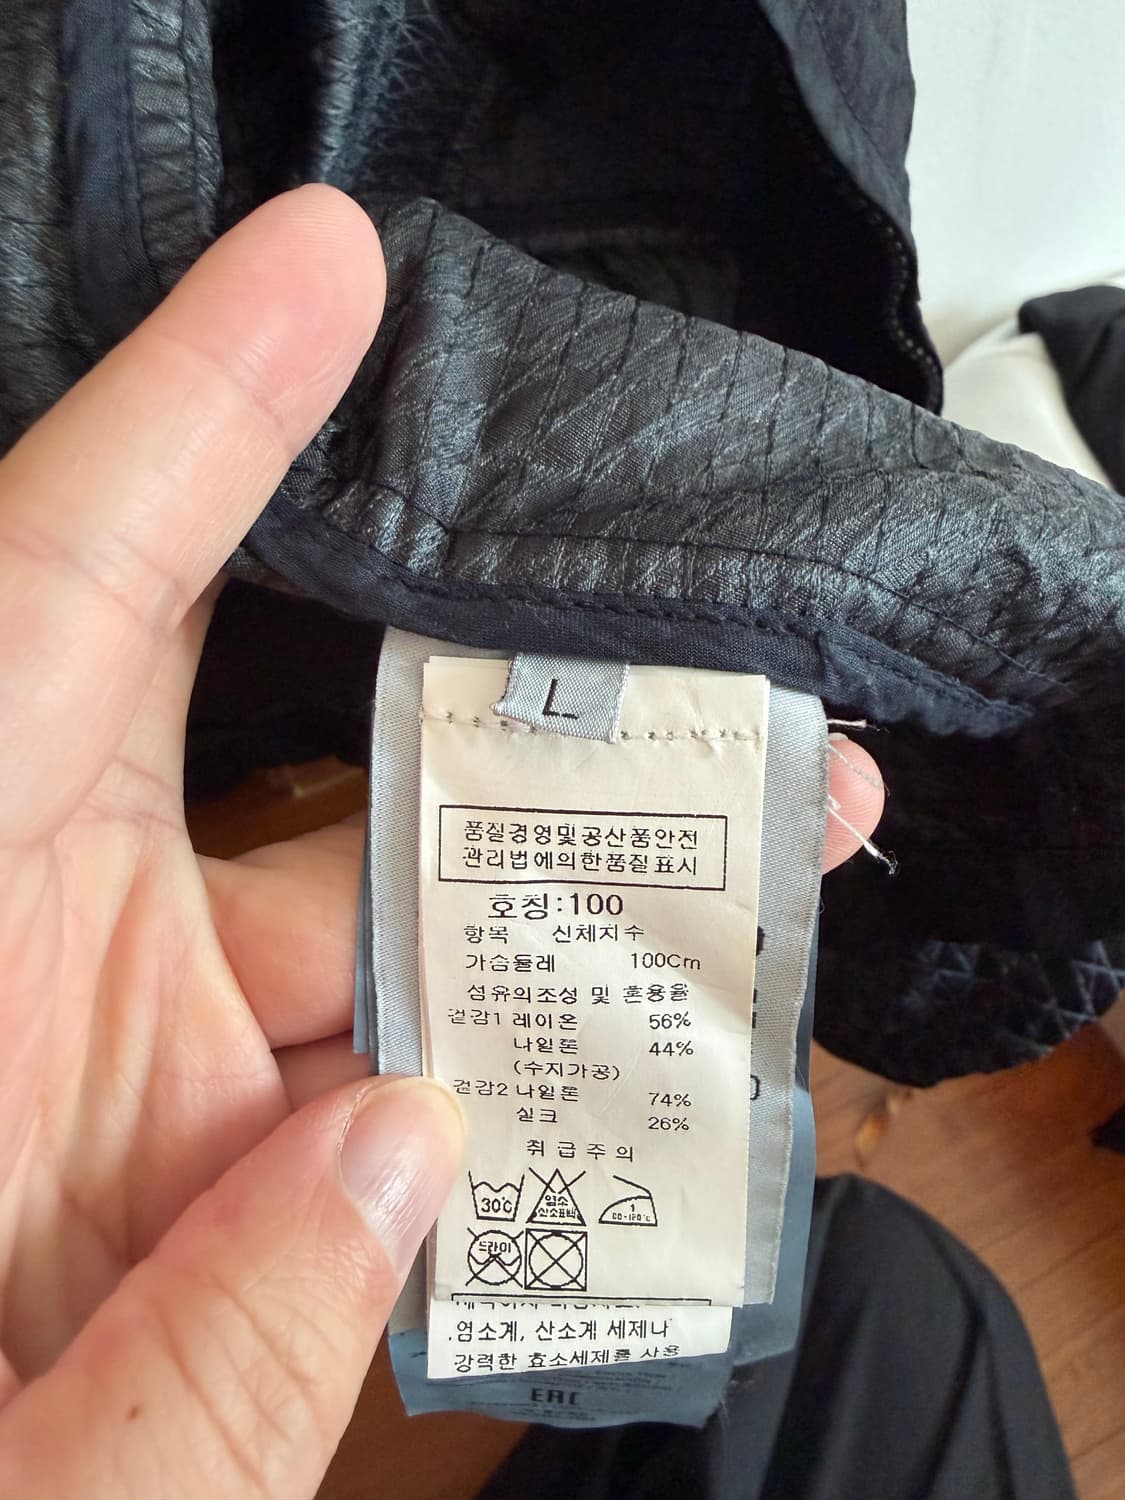 L
품질경영및공산품안전
관리법에의한품질표시
호칭:100
항목 신체지수
가슴둘레 100Cm
섬유의조성 및 혼용율
겉감1 레이온 56%
나일론 44%
(수지가공)
겉감2 나일론 74%
실크 26%
취급주의
30℃
염소
산소표백
1
80-120℃
드라이
.염소계, 산소계 세제나
강력한 효소세제를 사용
EAC